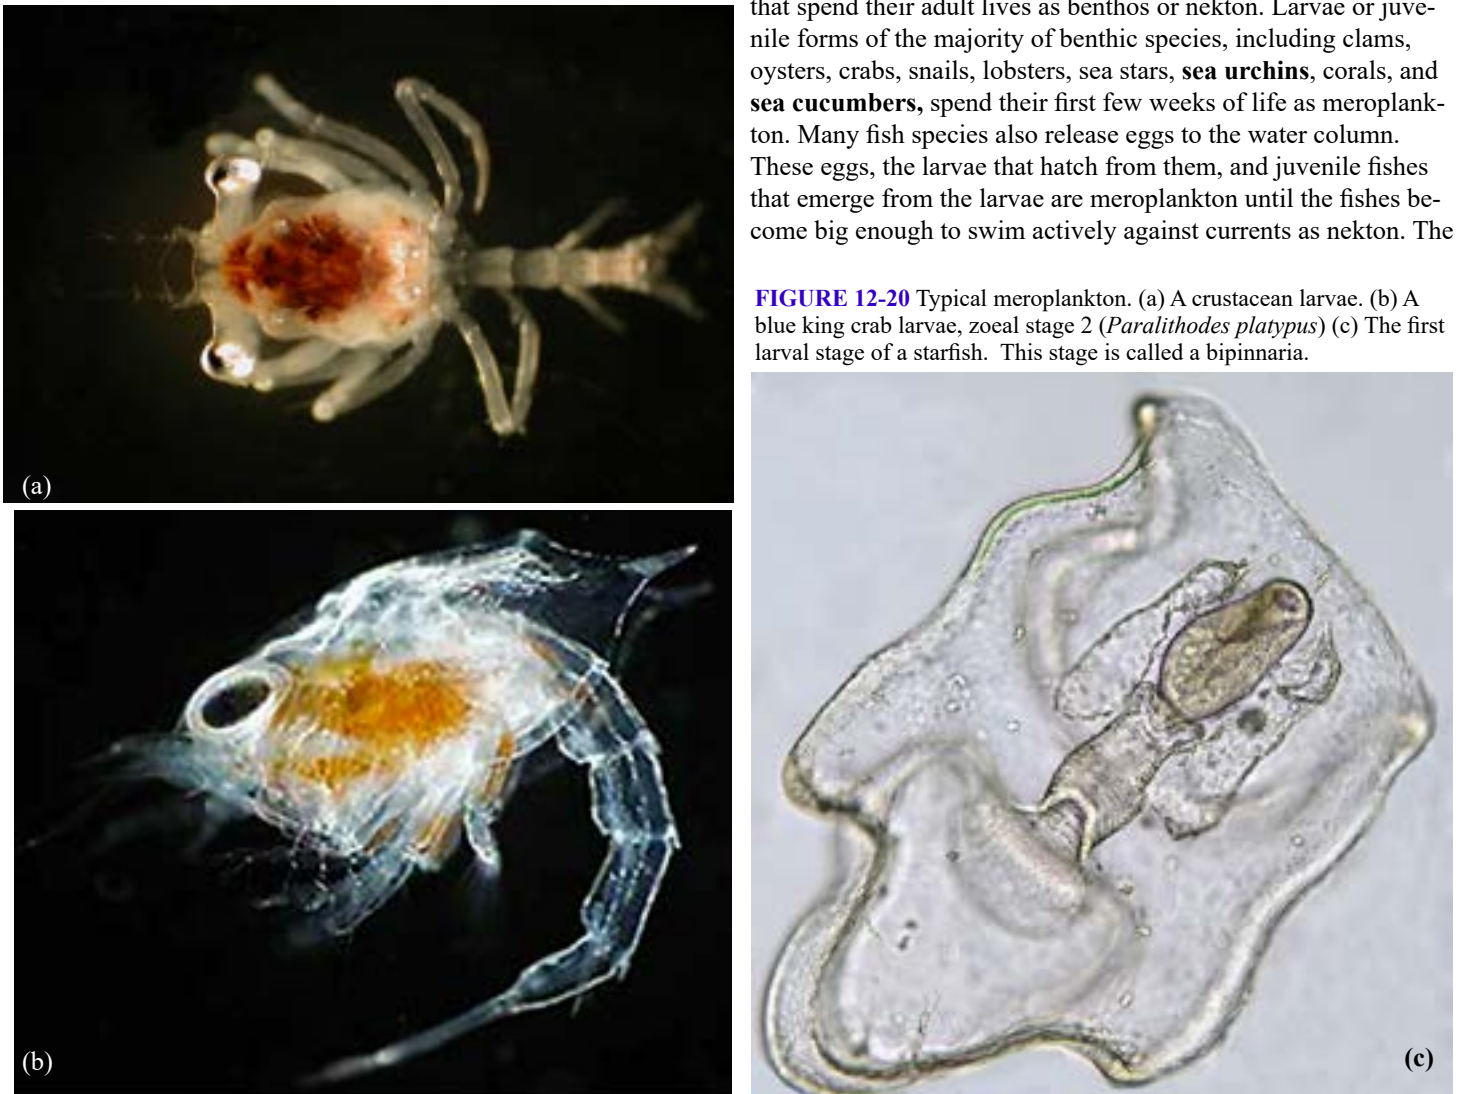 that spend their adult lives as benthos or nekton. Larvae or juve-
nile forms of the majority of benthic species, including clams,
oysters, crabs, snails, lobsters, sea stars, sea urchins, corals, and
sea cucumbers, spend their first few weeks of life as meroplank-
ton. Many fish species also release eggs to the water column.
These eggs, the larvae that hatch from them, and juvenile fishes
that emerge from the larvae are meroplankton until the fishes be-
come big enough to swim actively against currents as nekton. The
FIGURE 12-20 Typical meroplankton. (a) A crustacean larvae. (b) A
blue king crab larvae, zoeal stage 2 (Paralithodes platypus) (c) The first
larval stage of a starfish.  This stage is called a bipinnaria.
(a)
(b)
(c)